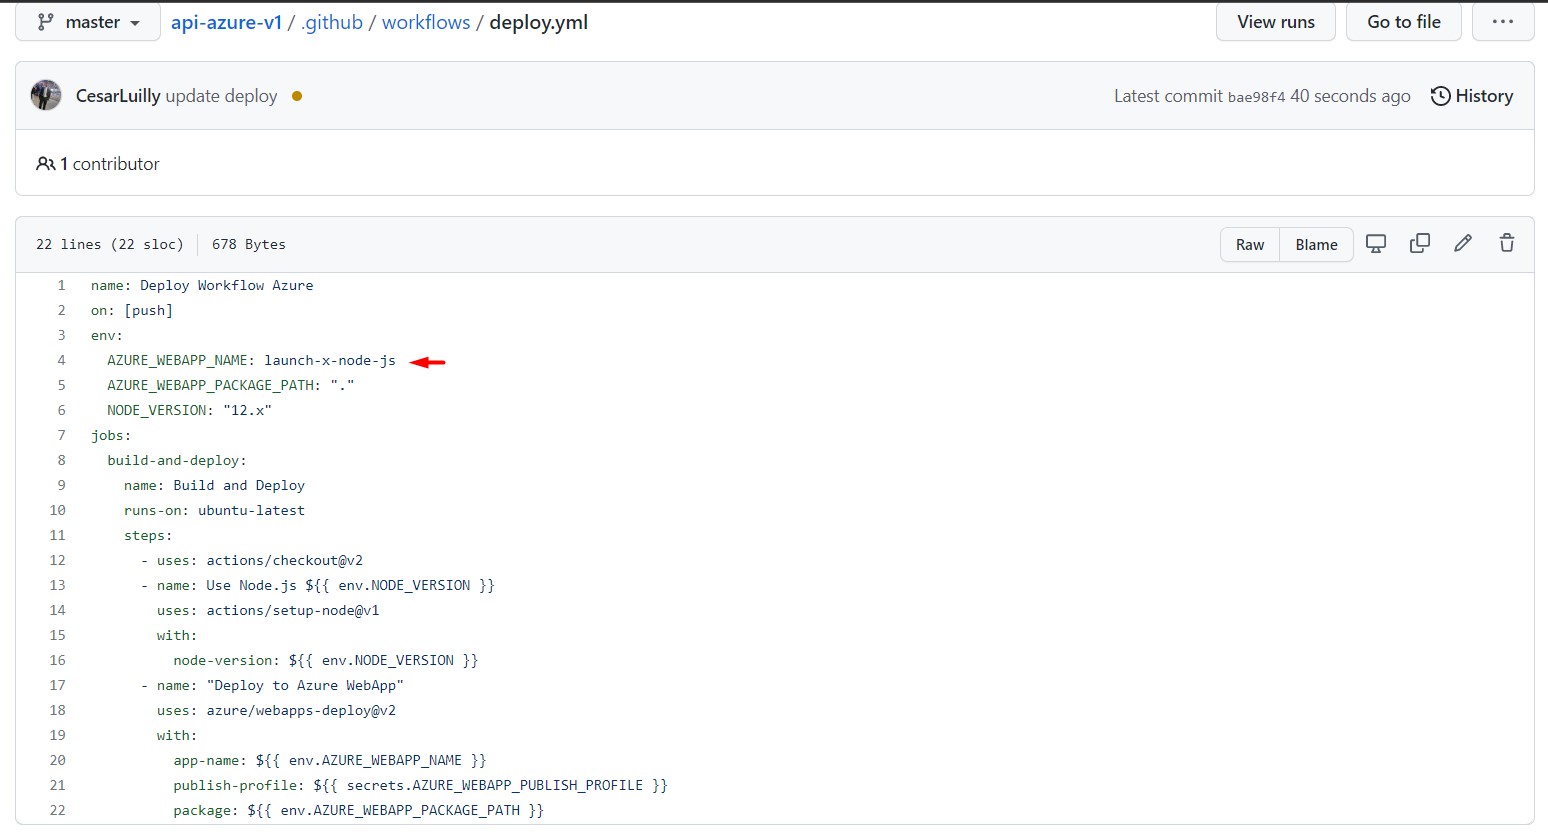 master api-azure-v1 / .github / workflows / deploy.yml View runs Go to file ...
CesarLuilly update deploy Latest commit bae98f4 40 seconds ago History
1 contributor
22 lines (22 sloc) 678 Bytes Raw Blame
1 name: Deploy Workflow Azure
2 on: [push]
3 env:
4 AZURE_WEBAPP_NAME: launch-x-node-js
5 AZURE_WEBAPP_PACKAGE_PATH: "."
6 NODE_VERSION: "12.x"
7 jobs:
8 build-and-deploy:
9 name: Build and Deploy
10 runs-on: ubuntu-latest
11 steps:
12 - uses: actions/checkout@v2
13 - name: Use Node.js ${{ env.NODE_VERSION }}
14 uses: actions/setup-node@v1
15 with:
16 node-version: ${{ env.NODE_VERSION }}
17 - name: "Deploy to Azure WebApp"
18 uses: azure/webapps-deploy@v2
19 with:
20 app-name: ${{ env.AZURE_WEBAPP_NAME }}
21 publish-profile: ${{ secrets.AZURE_WEBAPP_PUBLISH_PROFILE }}
22 package: ${{ env.AZURE_WEBAPP_PACKAGE_PATH }}